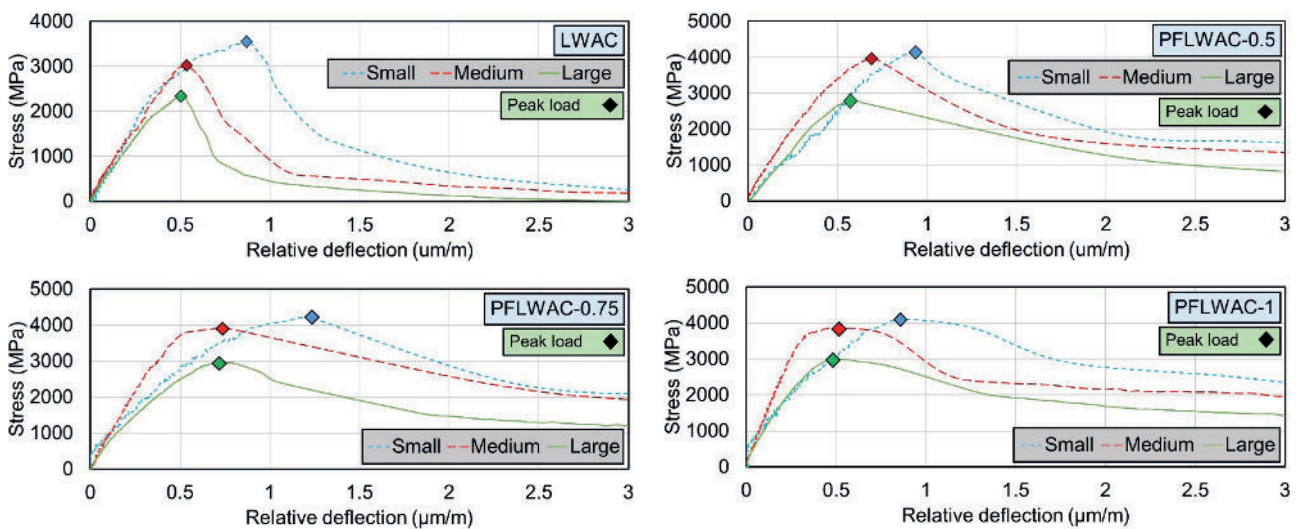 4000
3000
2000
1000
0
Stress (MPa)
LWAC
Small Medium Large
Peak load
0 0.5 1 1.5 2 2.5 3
Relative deflection (um/m)
5000
4000
3000
2000
1000
0
Stress (MPa)
PFLWAC-0.5
Small Medium Large
Peak load
0 0.5 1 1.5 2 2.5 3
Relative deflection (um/m)
5000
4000
3000
2000
1000
0
Stress (MPa)
PFLWAC-0.75
Peak load
Small Medium Large
0 0.5 1 1.5 2 2.5 3
Relative deflection (μm/m)
5000
4000
3000
2000
1000
0
Stress (MPa)
PFLWAC-1
Peak load
Small Medium Large
0 0.5 1 1.5 2 2.5 3
Relative deflection (μm/m)